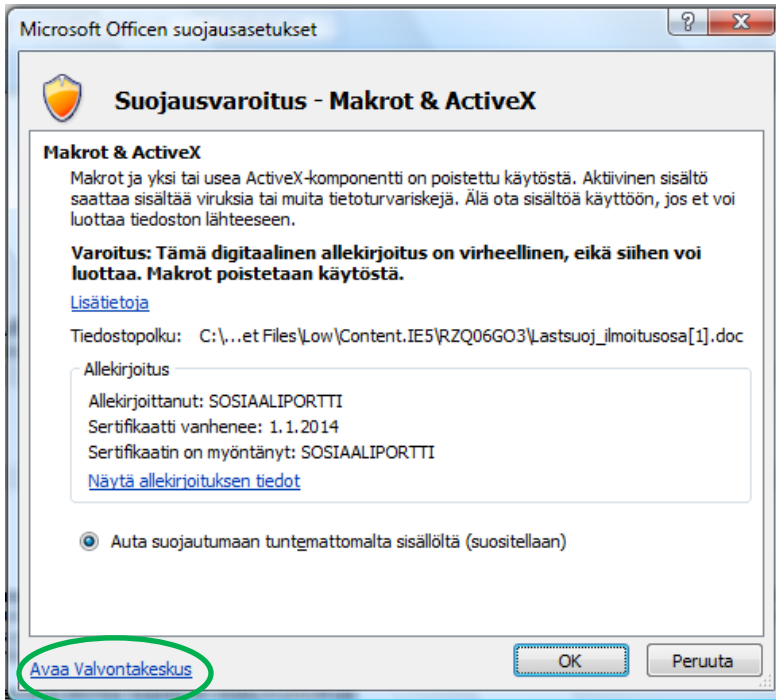 Microsoft Officen suojausasetukset
Suojausvaroitus - Makrot & ActiveX
Makrot & ActiveX
Makrot ja yksi tai usea ActiveX-komponentti on poistettu käytöstä. Aktiivinen sisältö
saattaa sisältää viruksia tai muita tietoturvariskejä. Älä ota sisältöä käyttöön, jos et voi
luottaa tiedoston lähteeseen.
Varoitus: Tämä digitaalinen allekirjoitus on virheellinen, eikä siihen voi
luottaa. Makrot poistetaan käytöstä.
Lisätietoja
Tiedostopolku: C:\...et Files\Low\Content.IE5\RZQ06GO3\Lastsuoj_ilmoitusosa[1].doc
Allekirjoitus
Allekirjoittanut: SOSIAALIPORTTI
Sertifikaatti vanhenee: 1.1.2014
Sertifikaatin on myöntänyt: SOSIAALIPORTTI
Näytä allekirjoituksen tiedot
Auta suojautumaan tuntemattomalta sisällöltä (suositellaan)
Avaa Valvontakeskus
OK
Peruuta